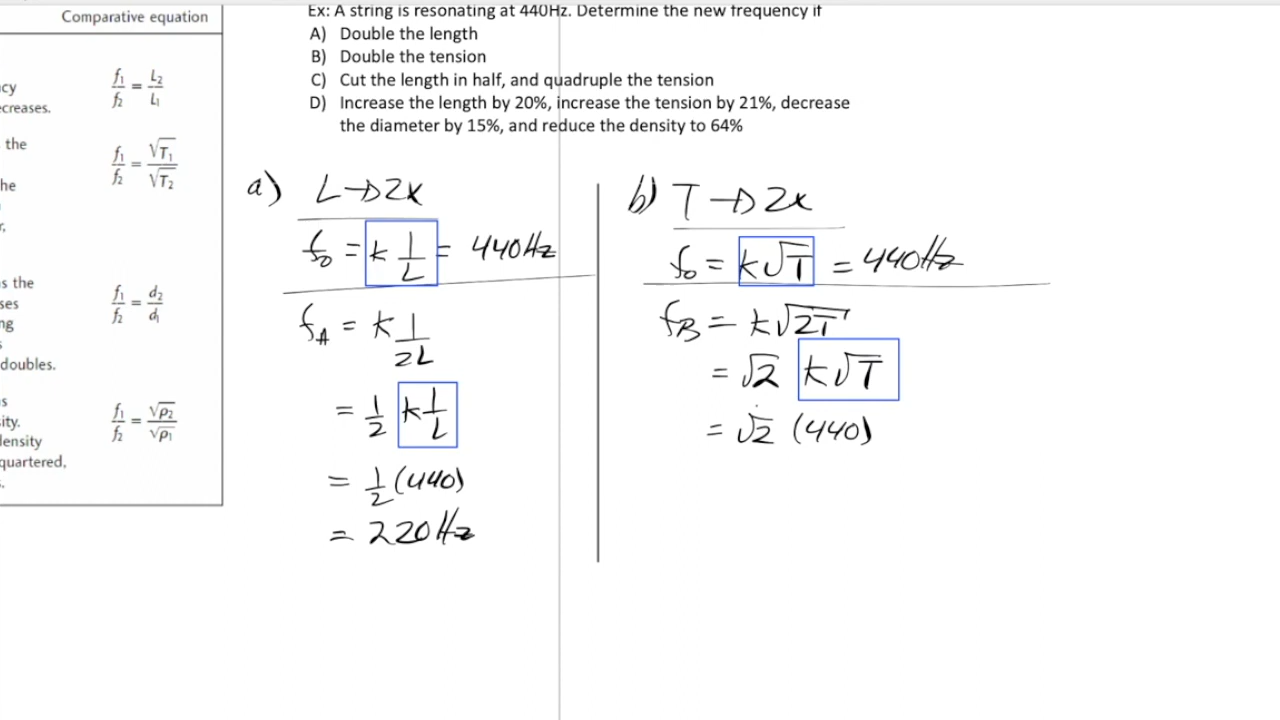 Comparative equation
cy
creases.
f₁/f₂ = L₂/L₁
the
he
r,
f₁/f₂ = √T₁/√T₂
s the
ses
ng
s
doubles.
f₁/f₂ = d₂/d₁
s
ity.
lensity
quartered,
s.
f₁/f₂ = √ρ₂/√ρ₁
Ex: A string is resonating at 440Hz. Determine the new frequency if
A) Double the length
B) Double the tension
C) Cut the length in half, and quadruple the tension
D) Increase the length by 20%, increase the tension by 21%, decrease
the diameter by 15%, and reduce the density to 64%
a) L→2x
f₀ = k 1/L = 440Hz
f_A = k 1/2L
= 1/2 k 1/L
= 1/2 (440)
= 220Hz
b) T→2x
f₀ = k√T = 440Hz
f_B = k√2T
= √2 k√T
= √2 (440)